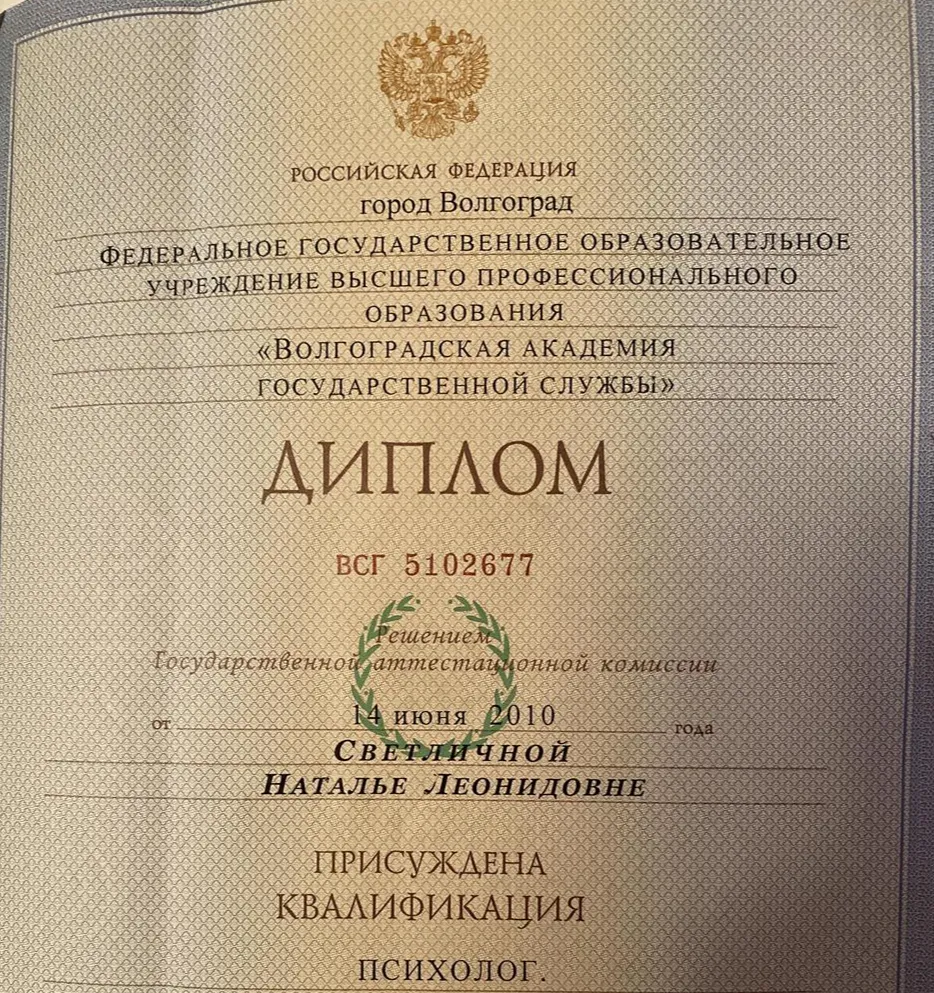 РОССИЙСКАЯ ФЕДЕРАЦИЯ
город Волгоград
ФЕДЕРАЛЬНОЕ ГОСУДАРСТВЕННОЕ ОБРАЗОВАТЕЛЬНОЕ
УЧРЕЖДЕНИЕ ВЫСШЕГО ПРОФЕССИОНАЛЬНОГО
ОБРАЗОВАНИЯ
«ВОЛГОГРАДСКАЯ АКАДЕМИЯ
ГОСУДАРСТВЕННОЙ СЛУЖБЫ»
ДИПЛОМ
ВСГ 5102677
Решением
Государственной аттестационной комиссии
от 14 июня 2010 года
СВЕТЛИЧНОЙ
НАТАЛЬЕ ЛЕОНИДОВНЕ
ПРИСУЖДЕНА
КВАЛИФИКАЦИЯ
ПСИХОЛОГ.